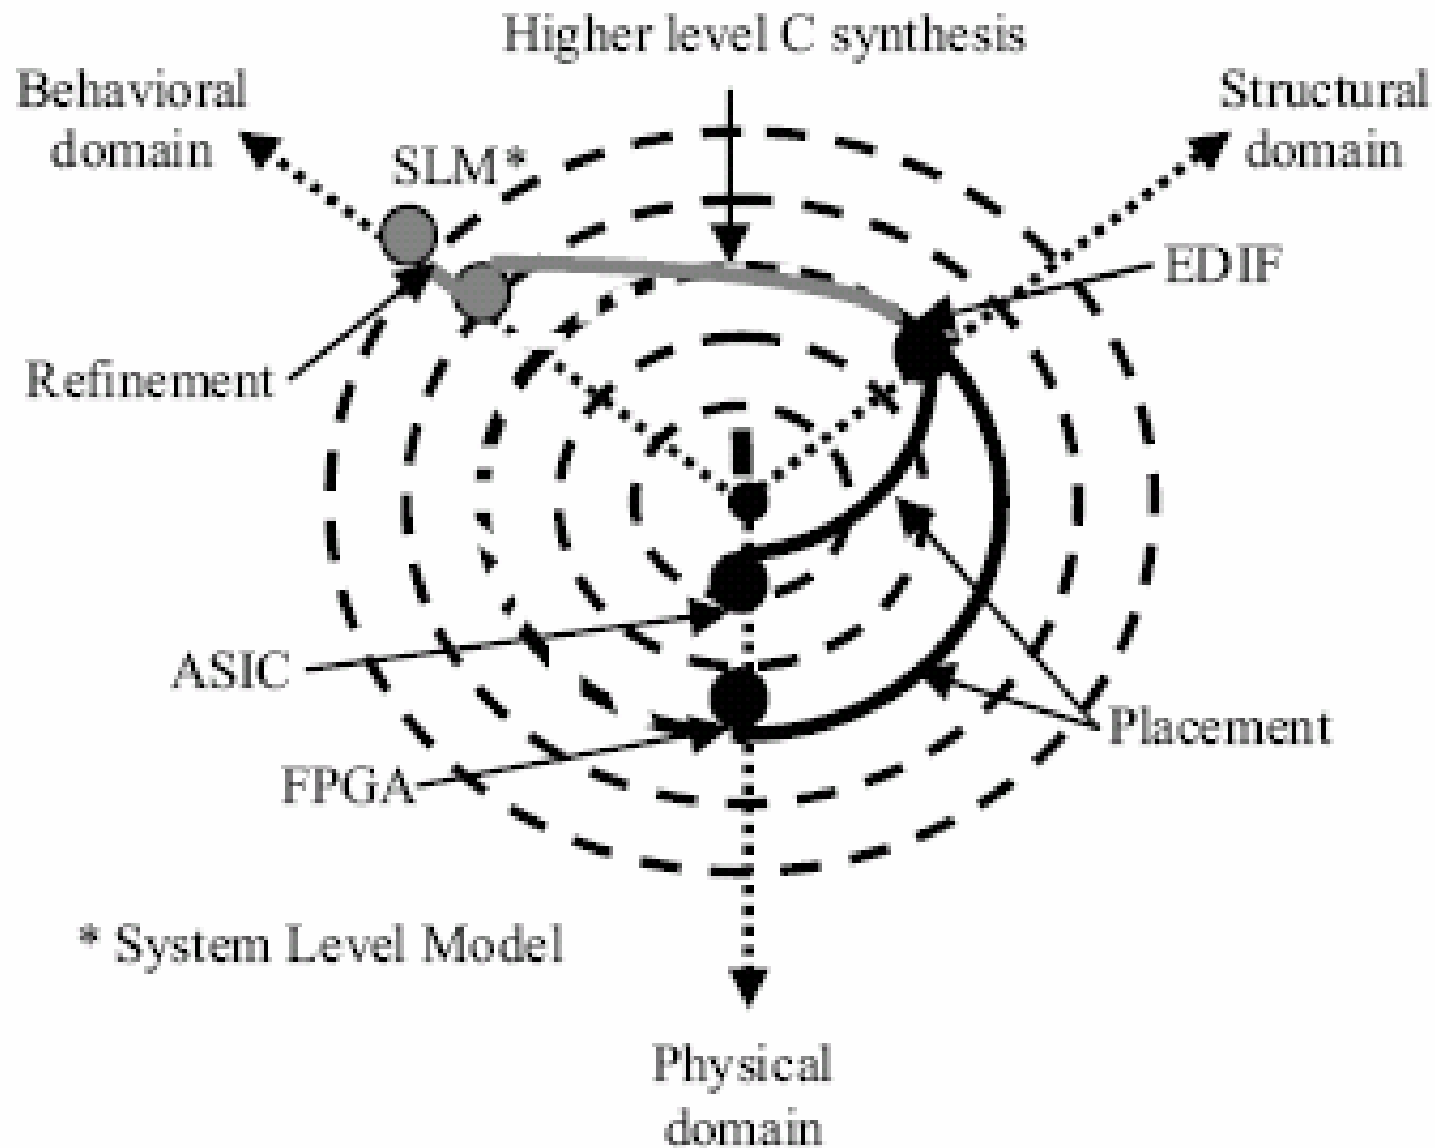 Higher level C synthesis
Behavioral
domain
Structural
domain
SLM*
EDIF
Refinement
ASIC
Placement
FPGA
* System Level Model
Physical
domain